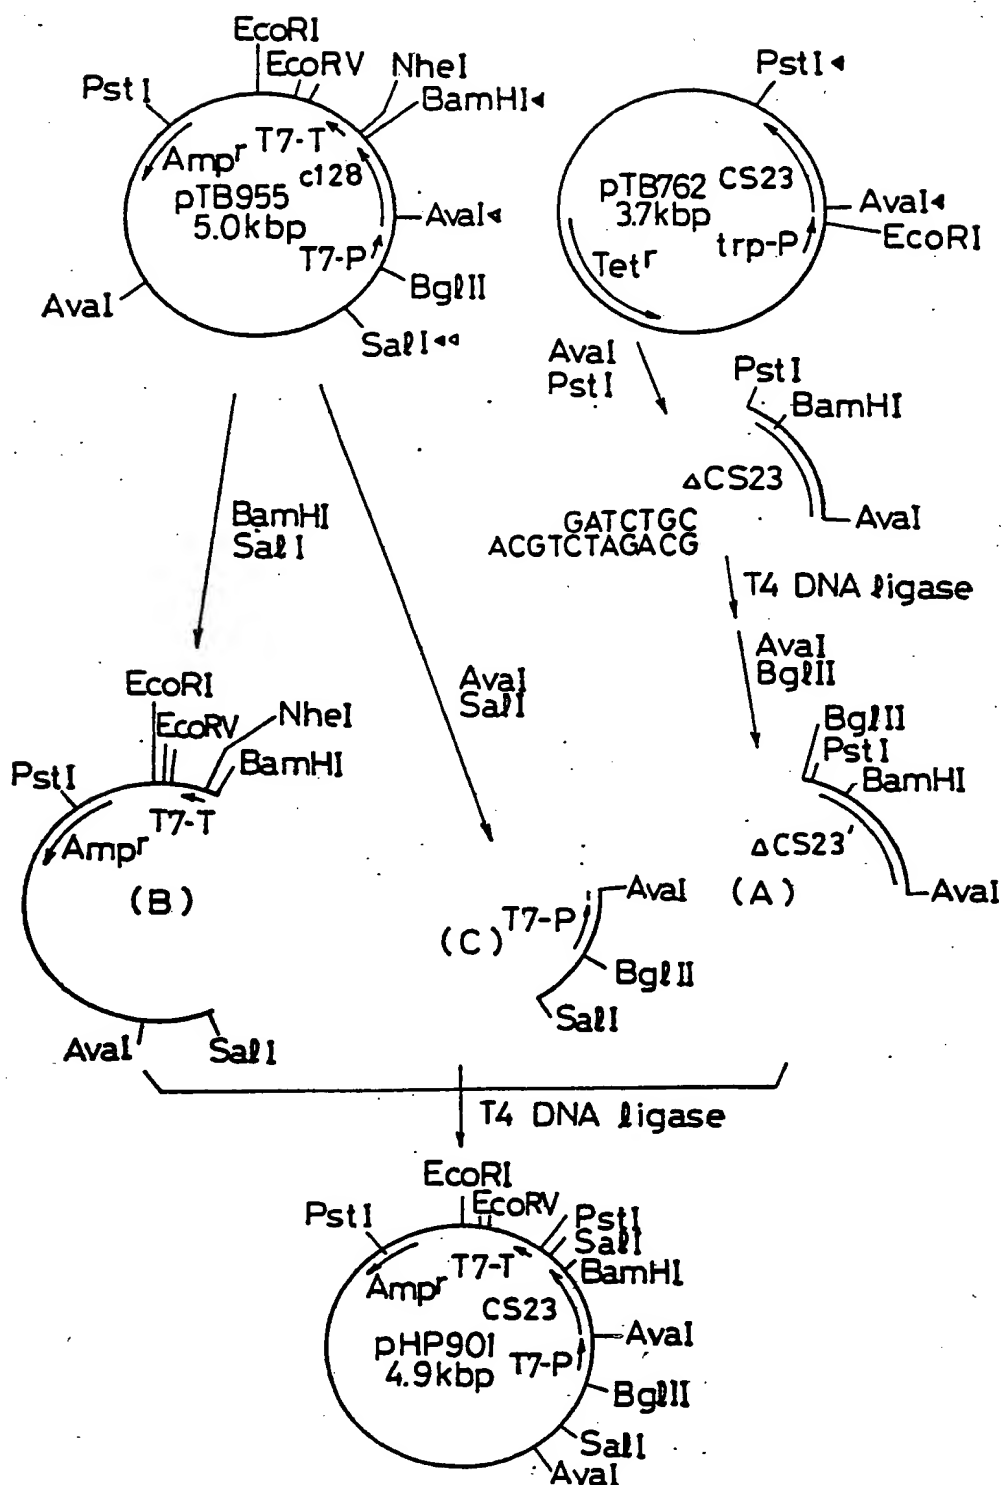 EcoRI
EcoRV
NheI
BamHI
PstI
T7-T
Ampr
c128
pTB955
5.0kbp
AvaI
T7-P
BglII
AvaI
SalI
PstI
pTB762
3.7kbp
CS23
AvaI
EcoRI
trp-P
Tetr
AvaI
PstI
PstI
BamHI
ΔCS23
AvaI
GATCTGC
ACGTCTAGACG
T4 DNA ligase
AvaI
BglII
BamHI
SalI
AvaI
SalI
EcoRI
EcoRV
NheI
BamHI
PstI
T7-T
Ampr
(B)
AvaI
SalI
AvaI
T7-P
(C)
BglII
SalI
BglII
PstI
BamHI
ΔCS23'
(A)
AvaI
T4 DNA ligase
EcoRI
EcoRV
PstI
PstI
SalI
BamHI
T7-T
Ampr
CS23
pHP901
4.9kbp
AvaI
T7-P
BglII
SalI
AvaI